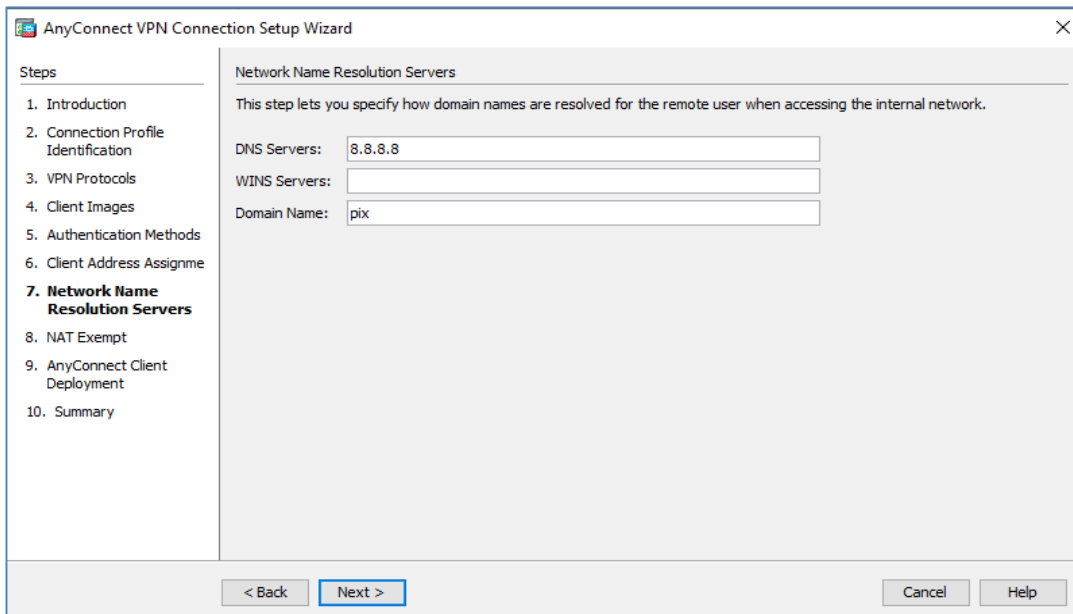 AnyConnect VPN Connection Setup Wizard
Steps
1. Introduction
2. Connection Profile
Identification
3. VPN Protocols
4. Client Images
5. Authentication Methods
6. Client Address Assignme
7. Network Name
Resolution Servers
8. NAT Exempt
9. AnyConnect Client
Deployment
10. Summary
Network Name Resolution Servers
This step lets you specify how domain names are resolved for the remote user when accessing the internal network.
DNS Servers: 8.8.8.8
WINS Servers:
Domain Name: pix
< Back Next > Cancel Help